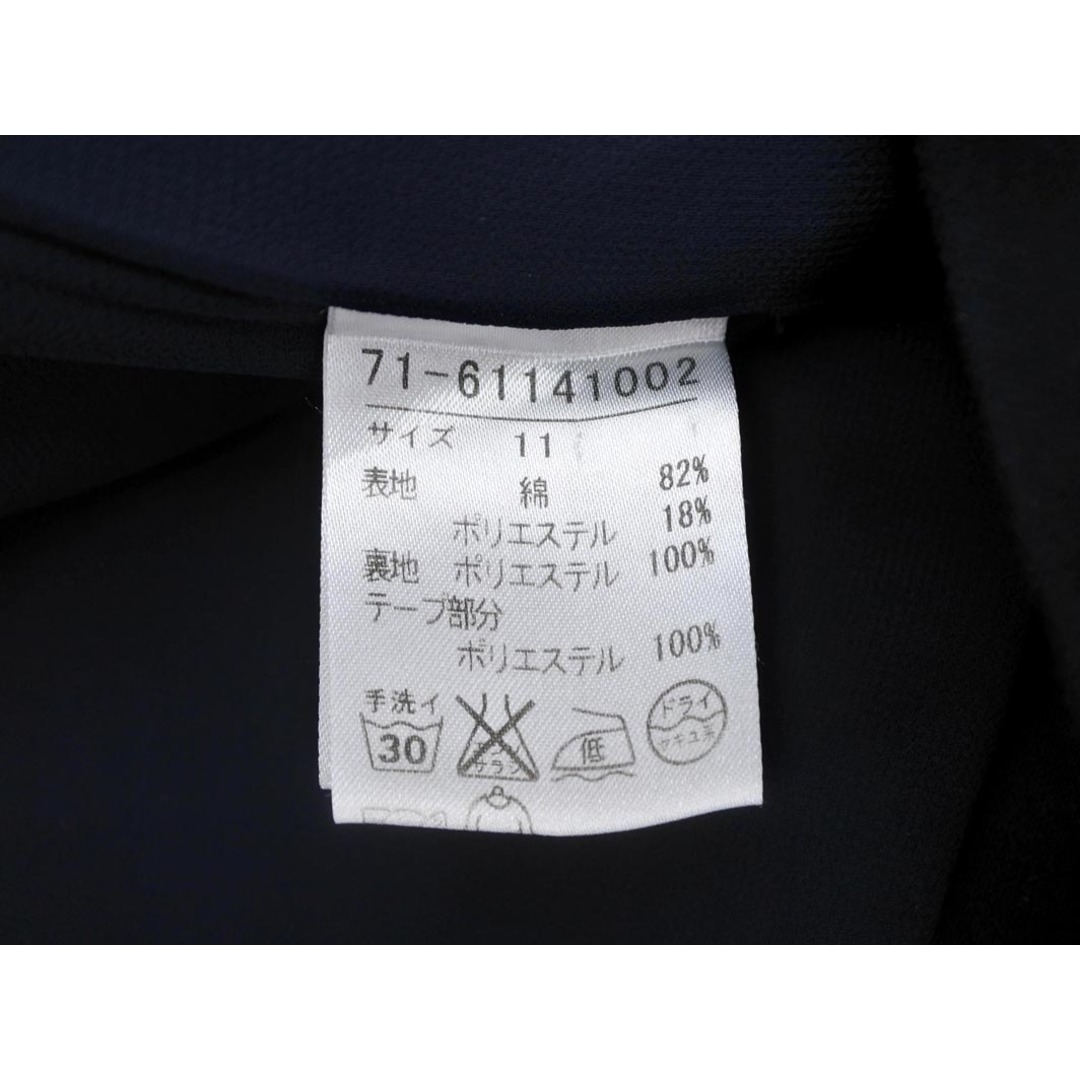 71-61141002
サイズ 11
表地 綿 82%
ポリエステル 18%
裏地 ポリエステル 100%
テープ部分
ポリエステル 100%
手洗イ
30
低
ドライ